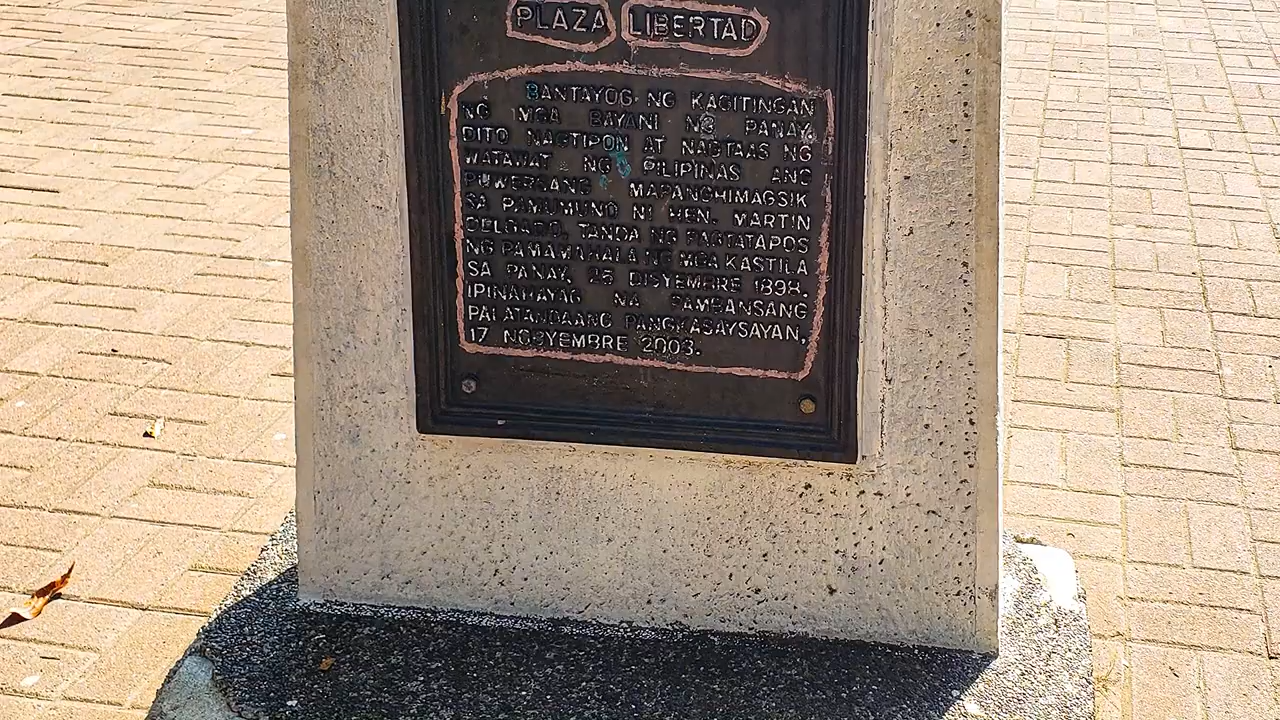 PLAZA LIBERTAD
BANTAYOG NG KAGITINGAN
NG MGA BAYANI NG PANAY.
DITO NAGTIPON AT NAGTAAS NG
WATAWAT NG PILIPINAS ANG
PUWERSANG MAPANGHIMAGSIK
SA PAMUMUNO NI HEN. MARTIN
DELGADO, TANDA NG PAGTATAPOS
NG PAMAMAHALA NG MGA KASTILA
SA PANAY, 25 DISYEMBRE 1898.
IPINAHAYAG NA PAMBANSANG
PALATANDAANG PANGKASAYSAYAN,
17 NOBYEMBRE 2003.